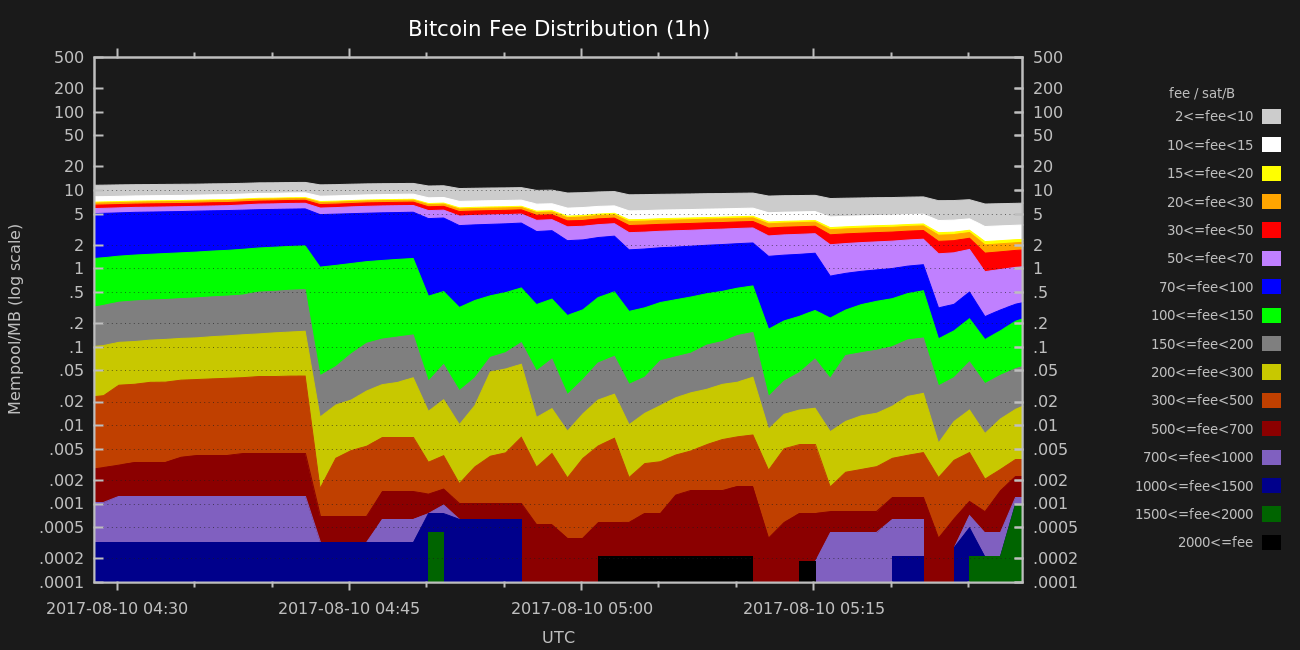 Bitcoin Fee Distribution (1h)
Mempool/MB (log scale)
500
200
100
50
20
10
5
2
1
.5
.2
.1
.05
.02
.01
.005
.002
.001
.0005
.0002
.0001
500
200
100
50
20
10
5
2
1
.5
.2
.1
.05
.02
.01
.005
.002
.001
.0005
.0002
.0001
fee / sat/B
2<=fee<10
10<=fee<15
15<=fee<20
20<=fee<30
30<=fee<50
50<=fee<70
70<=fee<100
100<=fee<150
150<=fee<200
200<=fee<300
300<=fee<500
500<=fee<700
700<=fee<1000
1000<=fee<1500
1500<=fee<2000
2000<=fee
2017-08-10 04:30 2017-08-10 04:45 2017-08-10 05:00 2017-08-10 05:15
UTC